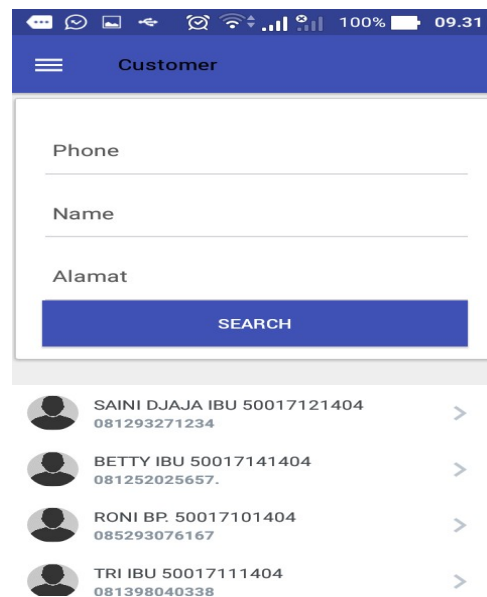 100% 09.31
Customer
Phone
Name
Alamat
SEARCH
SAINI DJAJA IBU 50017121404
081293271234
BETTY IBU 50017141404
081252025657.
RONI BP. 50017101404
085293076167
TRI IBU 50017111404
081398040338